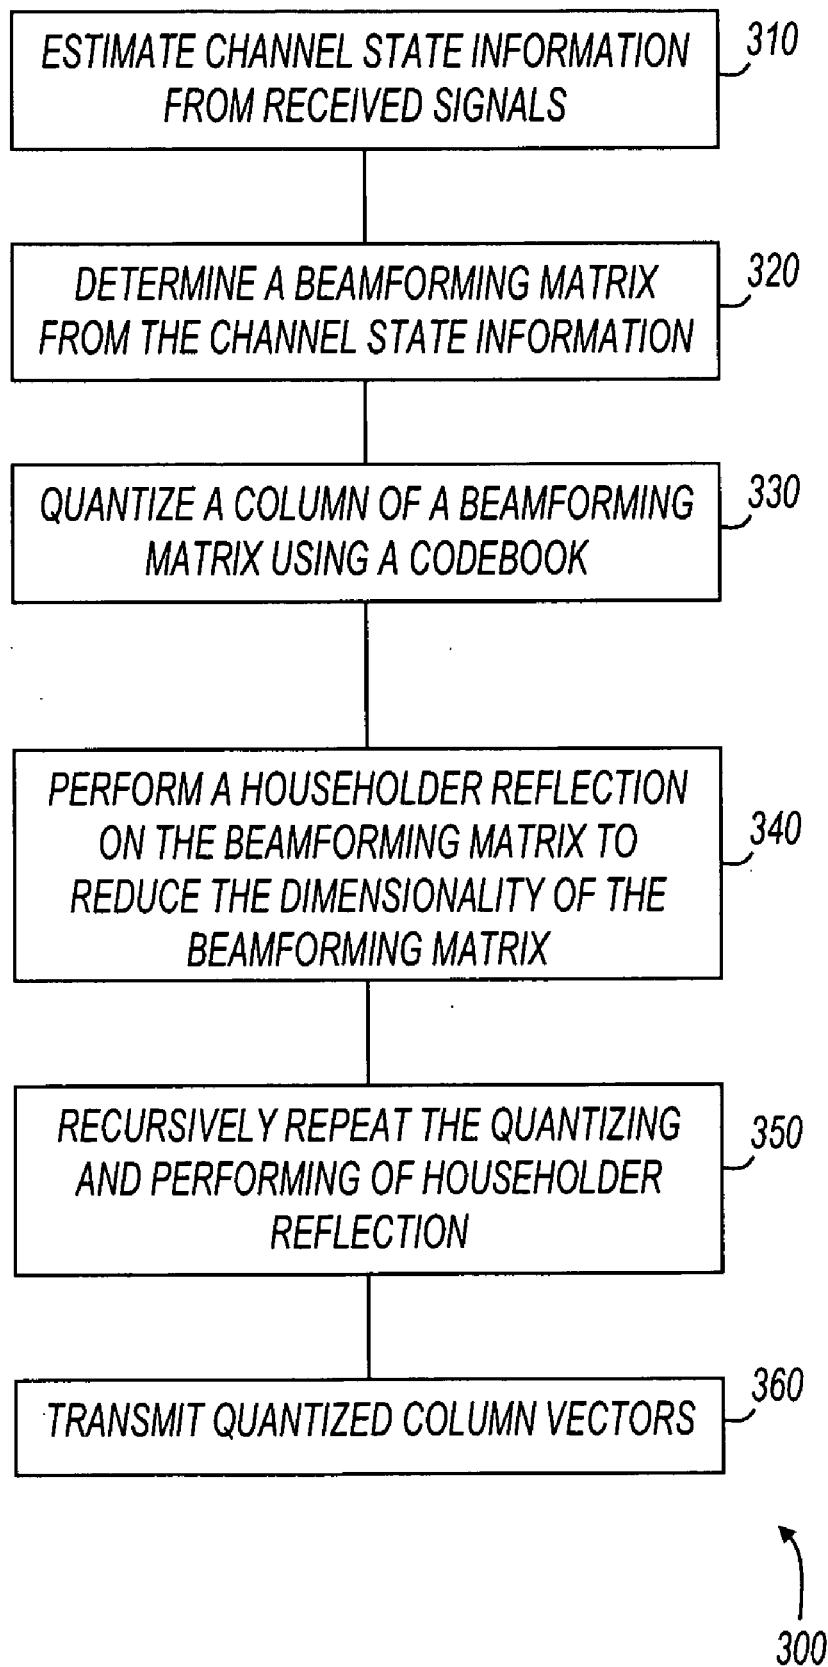 ESTIMATE CHANNEL STATE INFORMATION
FROM RECEIVED SIGNALS
310
DETERMINE A BEAMFORMING MATRIX
FROM THE CHANNEL STATE INFORMATION
320
QUANTIZE A COLUMN OF A BEAMFORMING
MATRIX USING A CODEBOOK
330
PERFORM A HOUSEHOLDER REFLECTION
ON THE BEAMFORMING MATRIX TO
REDUCE THE DIMENSIONALITY OF THE
BEAMFORMING MATRIX
340
RECURSIVELY REPEAT THE QUANTIZING
AND PERFORMING OF HOUSEHOLDER
REFLECTION
350
TRANSMIT QUANTIZED COLUMN VECTORS
360
300